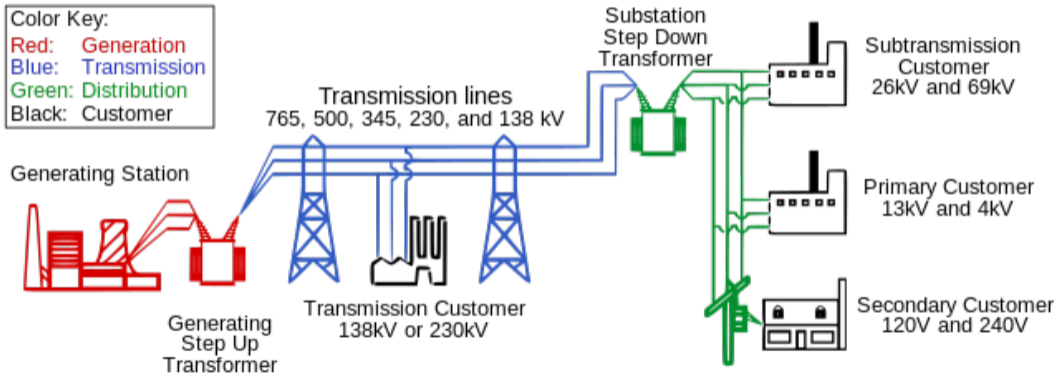 Color Key:
Red: Generation
Blue: Transmission
Green: Distribution
Black: Customer
Generating Station
Generating
Step Up
Transformer
Transmission lines
765, 500, 345, 230, and 138 kV
Transmission Customer
138kV or 230kV
Substation
Step Down
Transformer
Subtransmission
Customer
26kV and 69kV
Primary Customer
13kV and 4kV
Secondary Customer
120V and 240V